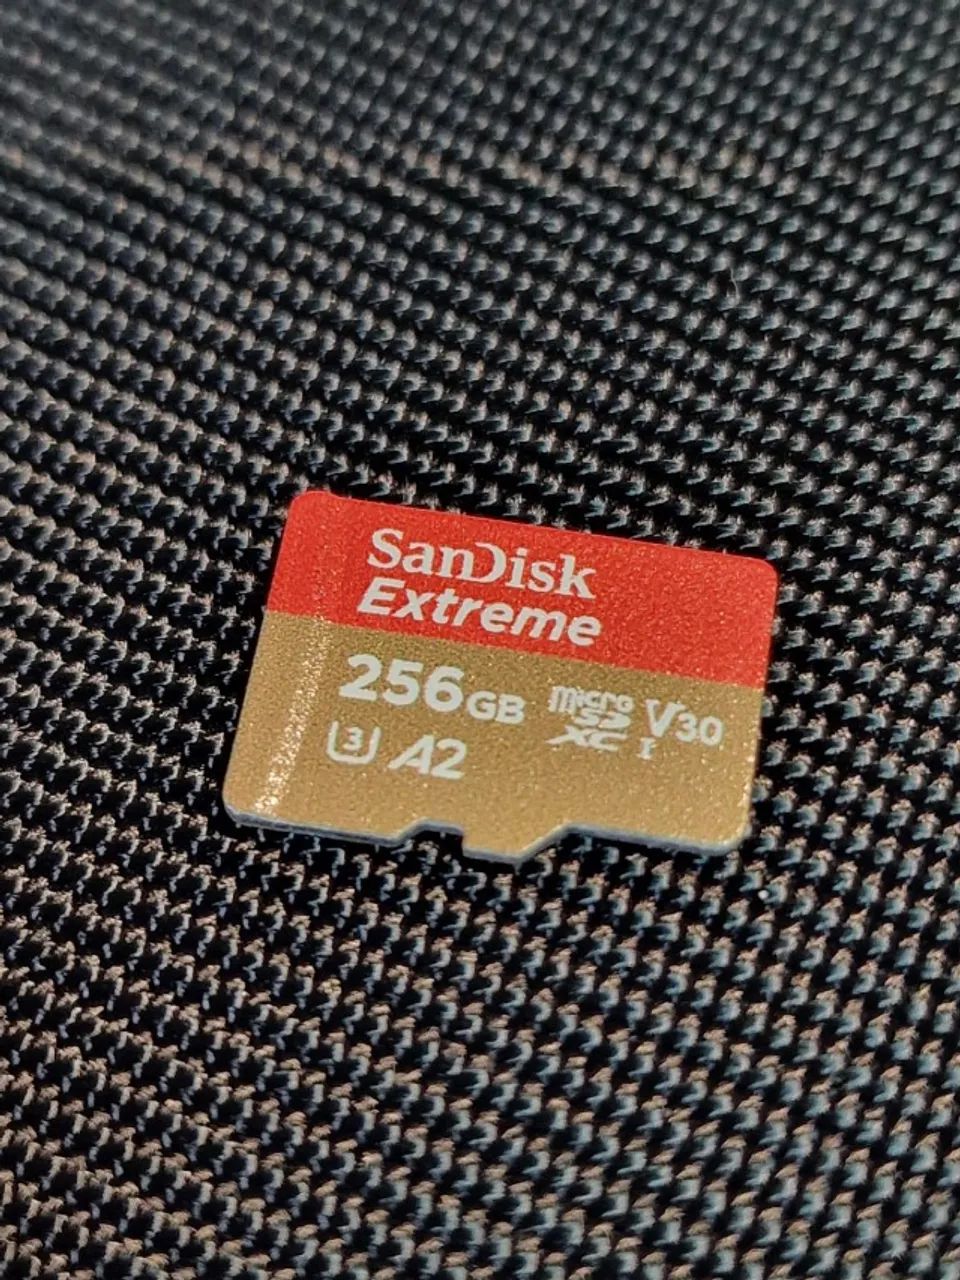 SanDisk
Extreme
256GB micro SD XC I V30
3 A2